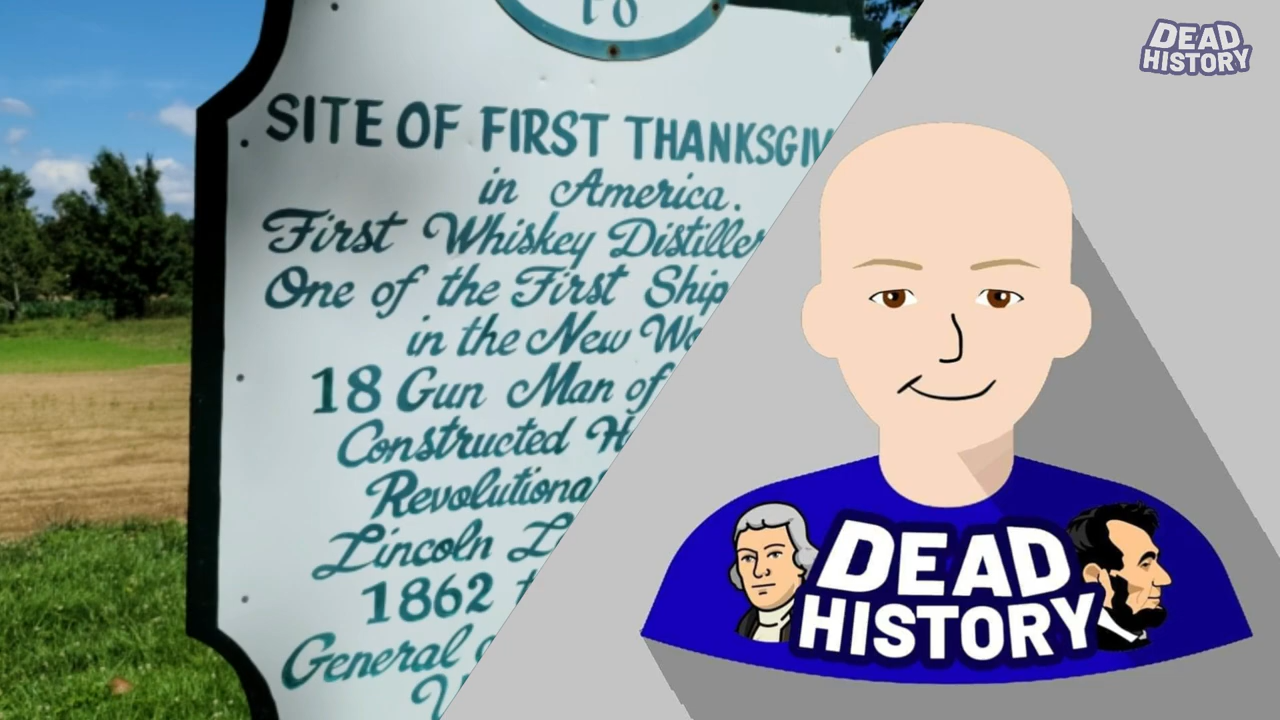 SITE OF FIRST THANKSGIV
in America.
First Whiskey Distiller
One of the First Ship
in the New Wo
18 Gun Man of
Constructed H
Revolutiona
Lincoln L
1862 t
General
DEAD
HISTORY
DEAD
HISTORY